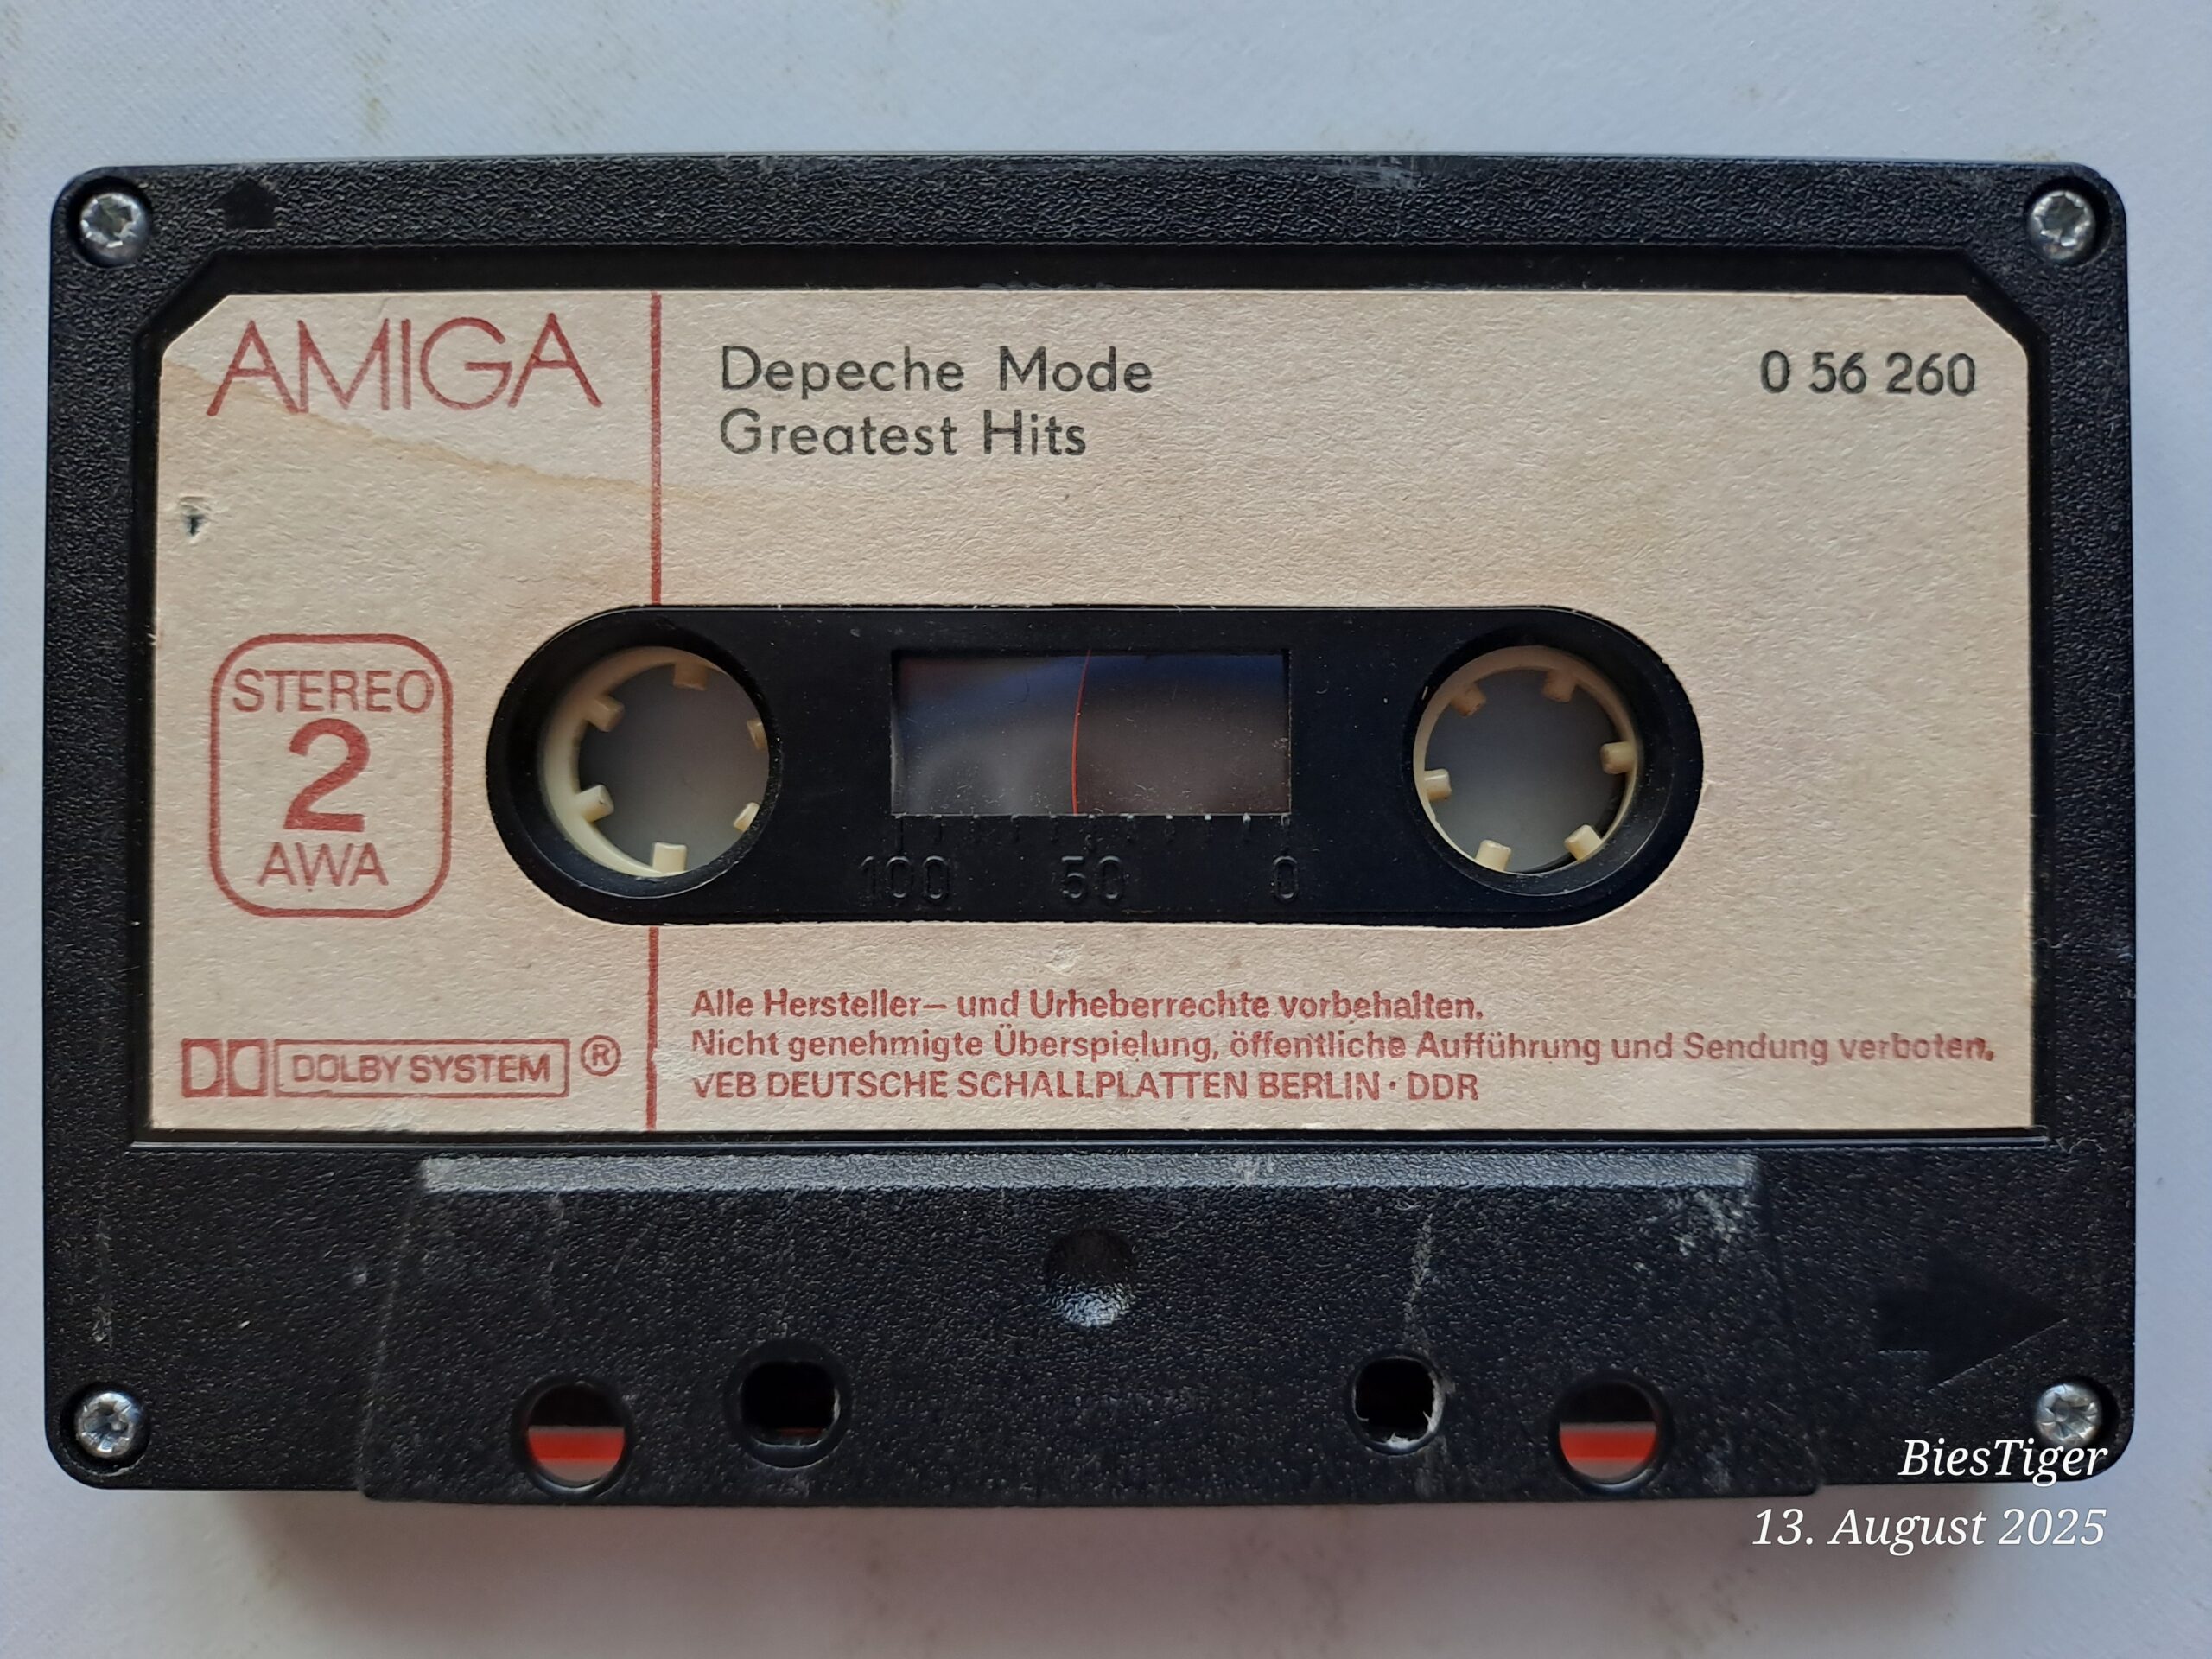 AMIGA
Depeche Mode
Greatest Hits
0 56 260
STEREO
2
AWA
100 50 0
DOLBY SYSTEM ®
Alle Hersteller– und Urheberrechte vorbehalten.
Nicht genehmigte Überspielung, öffentliche Aufführung und Sendung verboten.
VEB DEUTSCHE SCHALLPLATTEN BERLIN · DDR
BiesTiger
13. August 2025